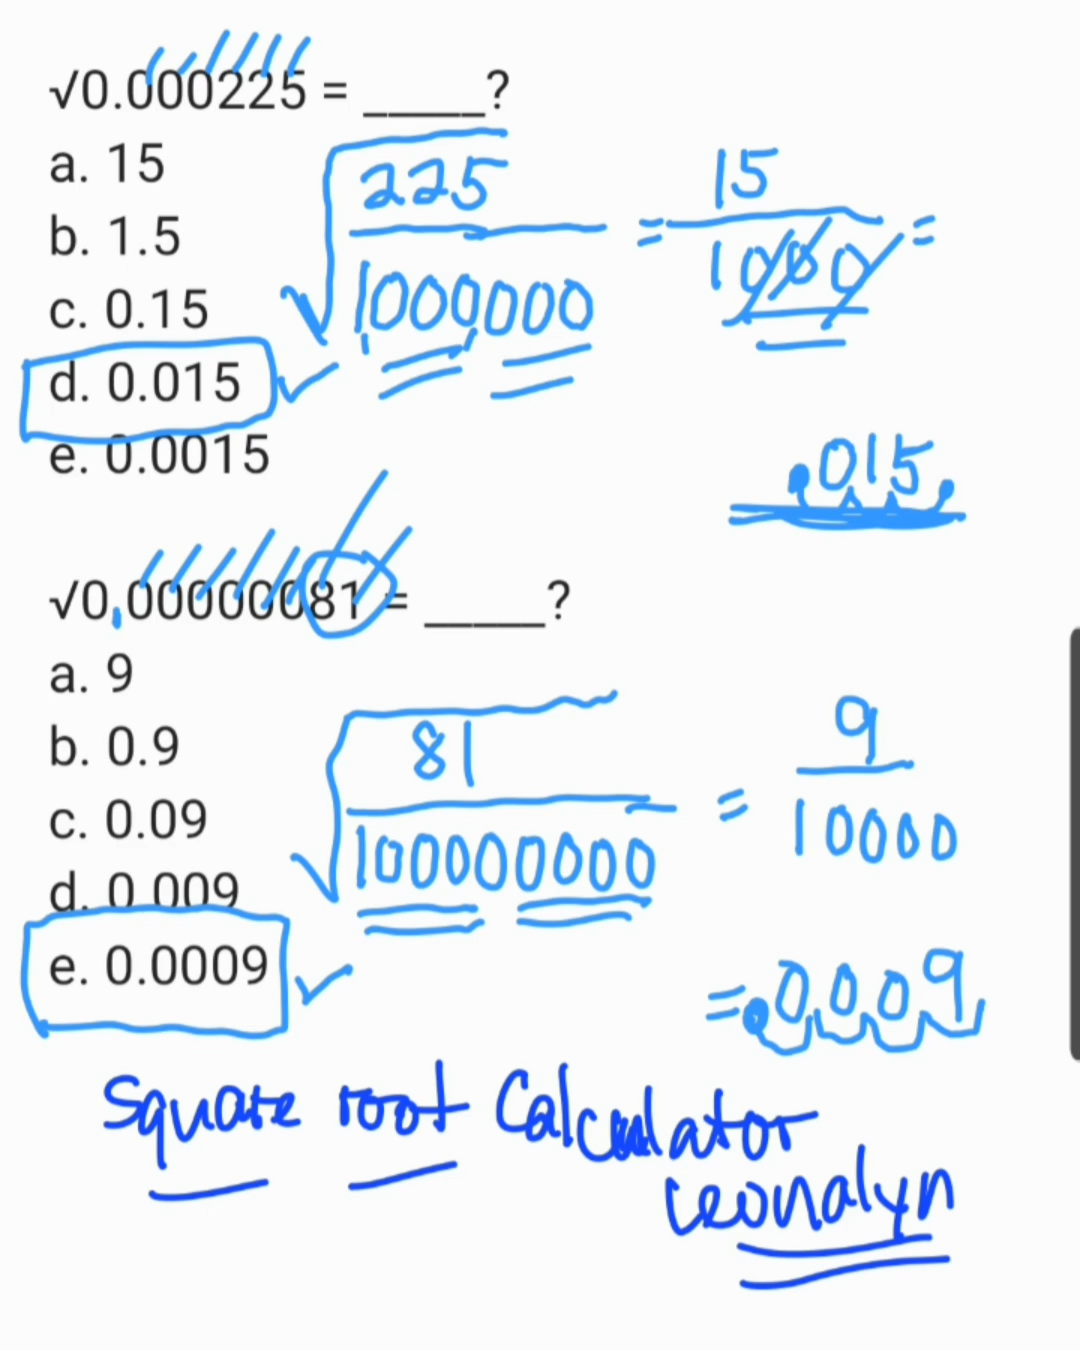 √0.000225 = _____?
a. 15
b. 1.5
c. 0.15
d. 0.015
e. 0.0015
√225/1000000 = 15/1000 =
.015.
√0.00000081 = _____?
a. 9
b. 0.9
c. 0.09
d. 0.009
e. 0.0009
√81/100000000 = 9/10000
= .0009
Square root Calculator
leonalyn